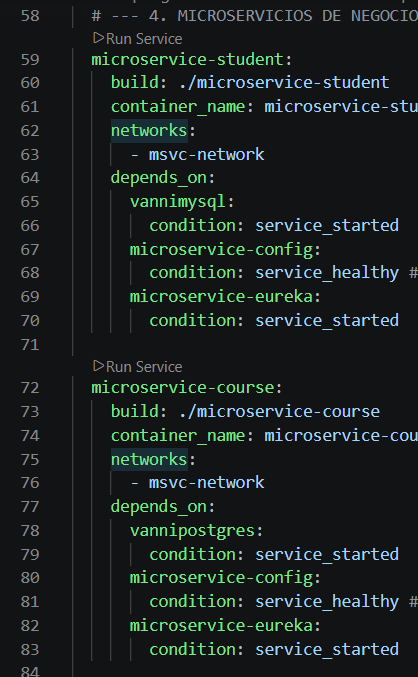 58 # --- 4. MICROSERVICIOS DE NEGOCIO
Run Service
59 microservice-student:
60 build: ./microservice-student
61 container_name: microservice-stu
62 networks:
63 - msvc-network
64 depends_on:
65 vannimysql:
66 condition: service_started
67 microservice-config:
68 condition: service_healthy #
69 microservice-eureka:
70 condition: service_started
71
Run Service
72 microservice-course:
73 build: ./microservice-course
74 container_name: microservice-cou
75 networks:
76 - msvc-network
77 depends_on:
78 vannipostgres:
79 condition: service_started
80 microservice-config:
81 condition: service_healthy #
82 microservice-eureka:
83 condition: service_started
84